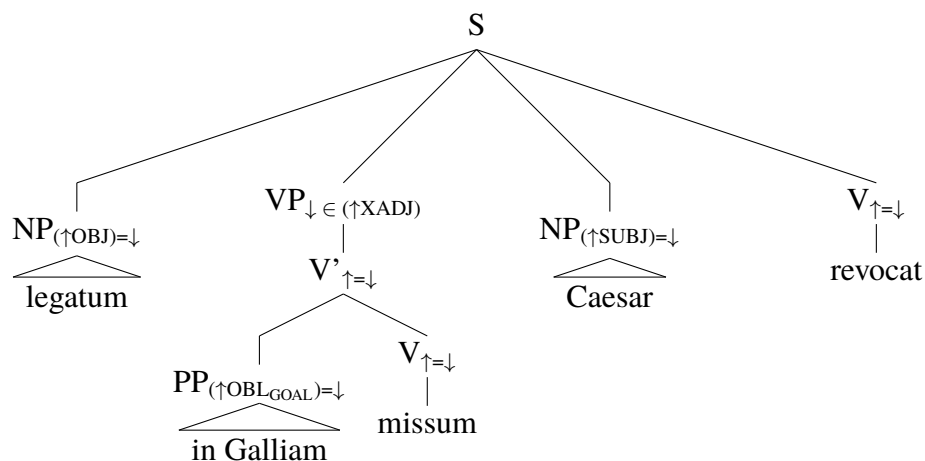 S
NP(↑OBJ)=↓ VP↓ ∈ (↑XADJ) NP(↑SUBJ)=↓ V↑=↓
legatum V’↑=↓ Caesar revocat
PP(↑OBLGOAL)=↓ V↑=↓
in Galliam missum